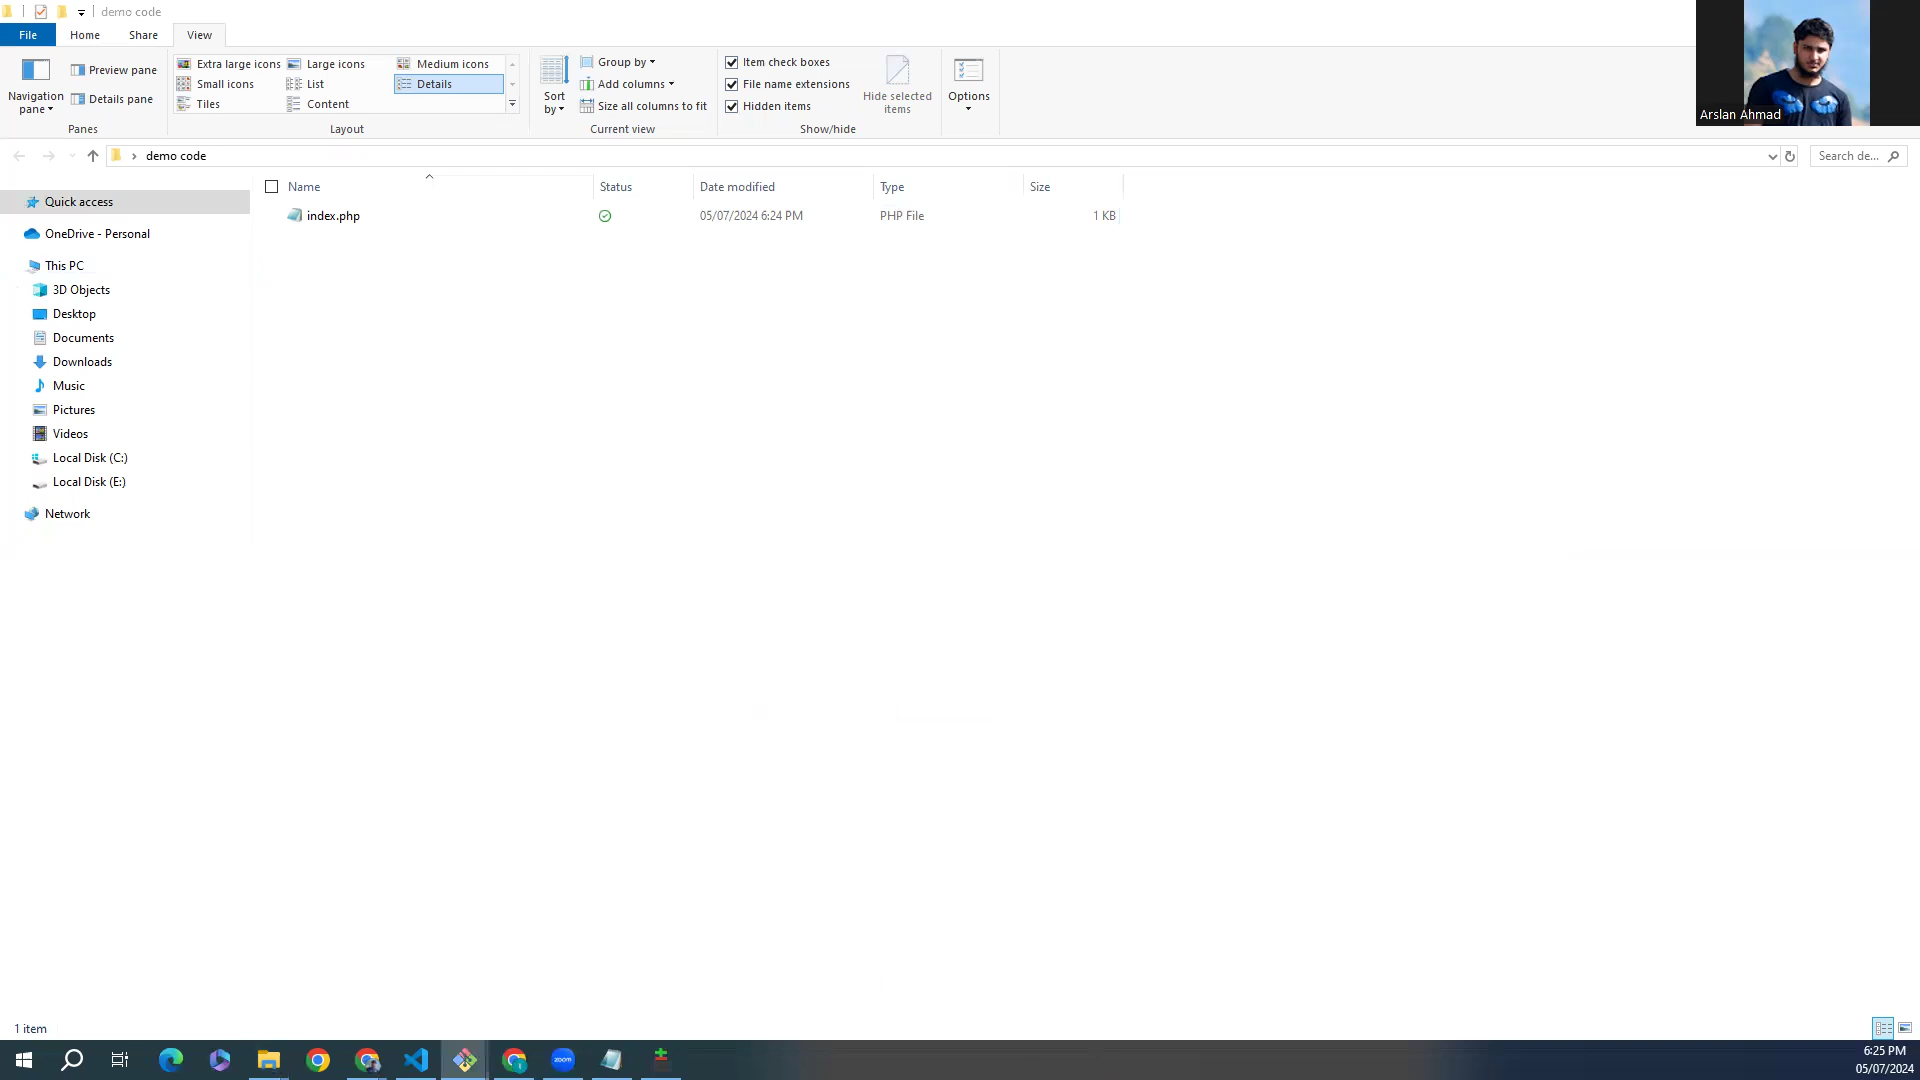 demo code
File Home Share View
Navigation pane
Preview pane
Details pane
Panes
Extra large icons Large icons Medium icons
Small icons List Details
Tiles Content
Layout
Sort by
Group by
Add columns
Size all columns to fit
Current view
Item check boxes
File name extensions
Hidden items
Hide selected items
Show/hide
Options
Arslan Ahmad
demo code
Search de...
Name Status Date modified Type Size
index.php 05/07/2024 6:24 PM PHP File 1 KB
Quick access
OneDrive - Personal
This PC
3D Objects
Desktop
Documents
Downloads
Music
Pictures
Videos
Local Disk (C:)
Local Disk (E:)
Network
1 item
zoom
6:25 PM
05/07/2024